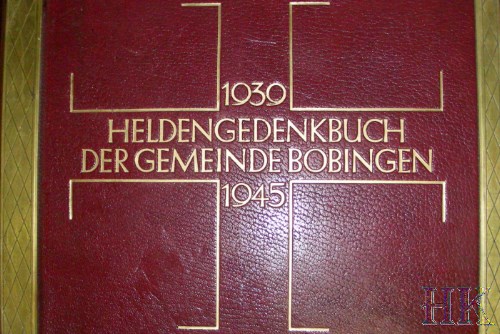 1939
HELDENGEDENKBUCH
DER GEMEINDE BOBINGEN
1945
HK